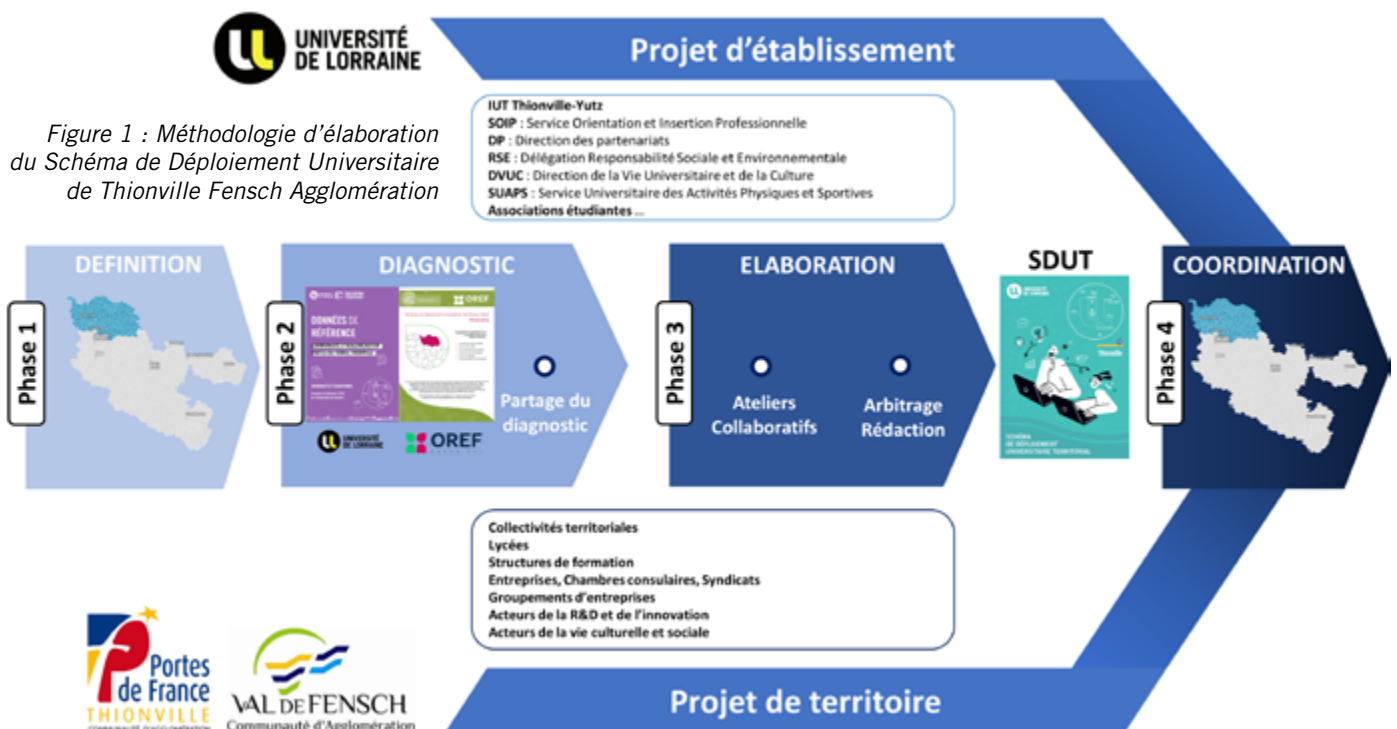 UNIVERSITÉ
DE LORRAINE
Projet d'établissement
Figure 1 : Méthodologie d'élaboration
du Schéma de Déploiement Universitaire
de Thionville Fensch Agglomération
IUT Thionville-Yutz
SOIP : Service Orientation et Insertion Professionnelle
DP : Direction des partenariats
RSE : Délégation Responsabilité Sociale et Environnementale
DVUC : Direction de la Vie Universitaire et de la Culture
SUAPS : Service Universitaire des Activités Physiques et Sportives
Associations étudiantes ...
Phase 1
DEFINITION
Phase 2
DIAGNOSTIC
DONNÉES DE
RÉFÉRENCE
OREF
UNIVERSITÉ
DE LORRAINE
OREF
Partage du
diagnostic
Phase 3
ELABORATION
Ateliers
Collaboratifs
Arbitrage
Rédaction
SDUT
SCHÉMA
DE DÉPLOIEMENT
UNIVERSITAIRE TERRITORIAL
Phase 4
COORDINATION
Collectivités territoriales
Lycées
Structures de formation
Entreprises, Chambres consulaires, Syndicats
Groupements d'entreprises
Acteurs de la R&D et de l'innovation
Acteurs de la vie culturelle et sociale
Portes
de France
THIONVILLE
COMMUNAUTÉ D'AGGLOMÉRATION
VAL DE FENSCH
Communauté d'Agglomération
Projet de territoire